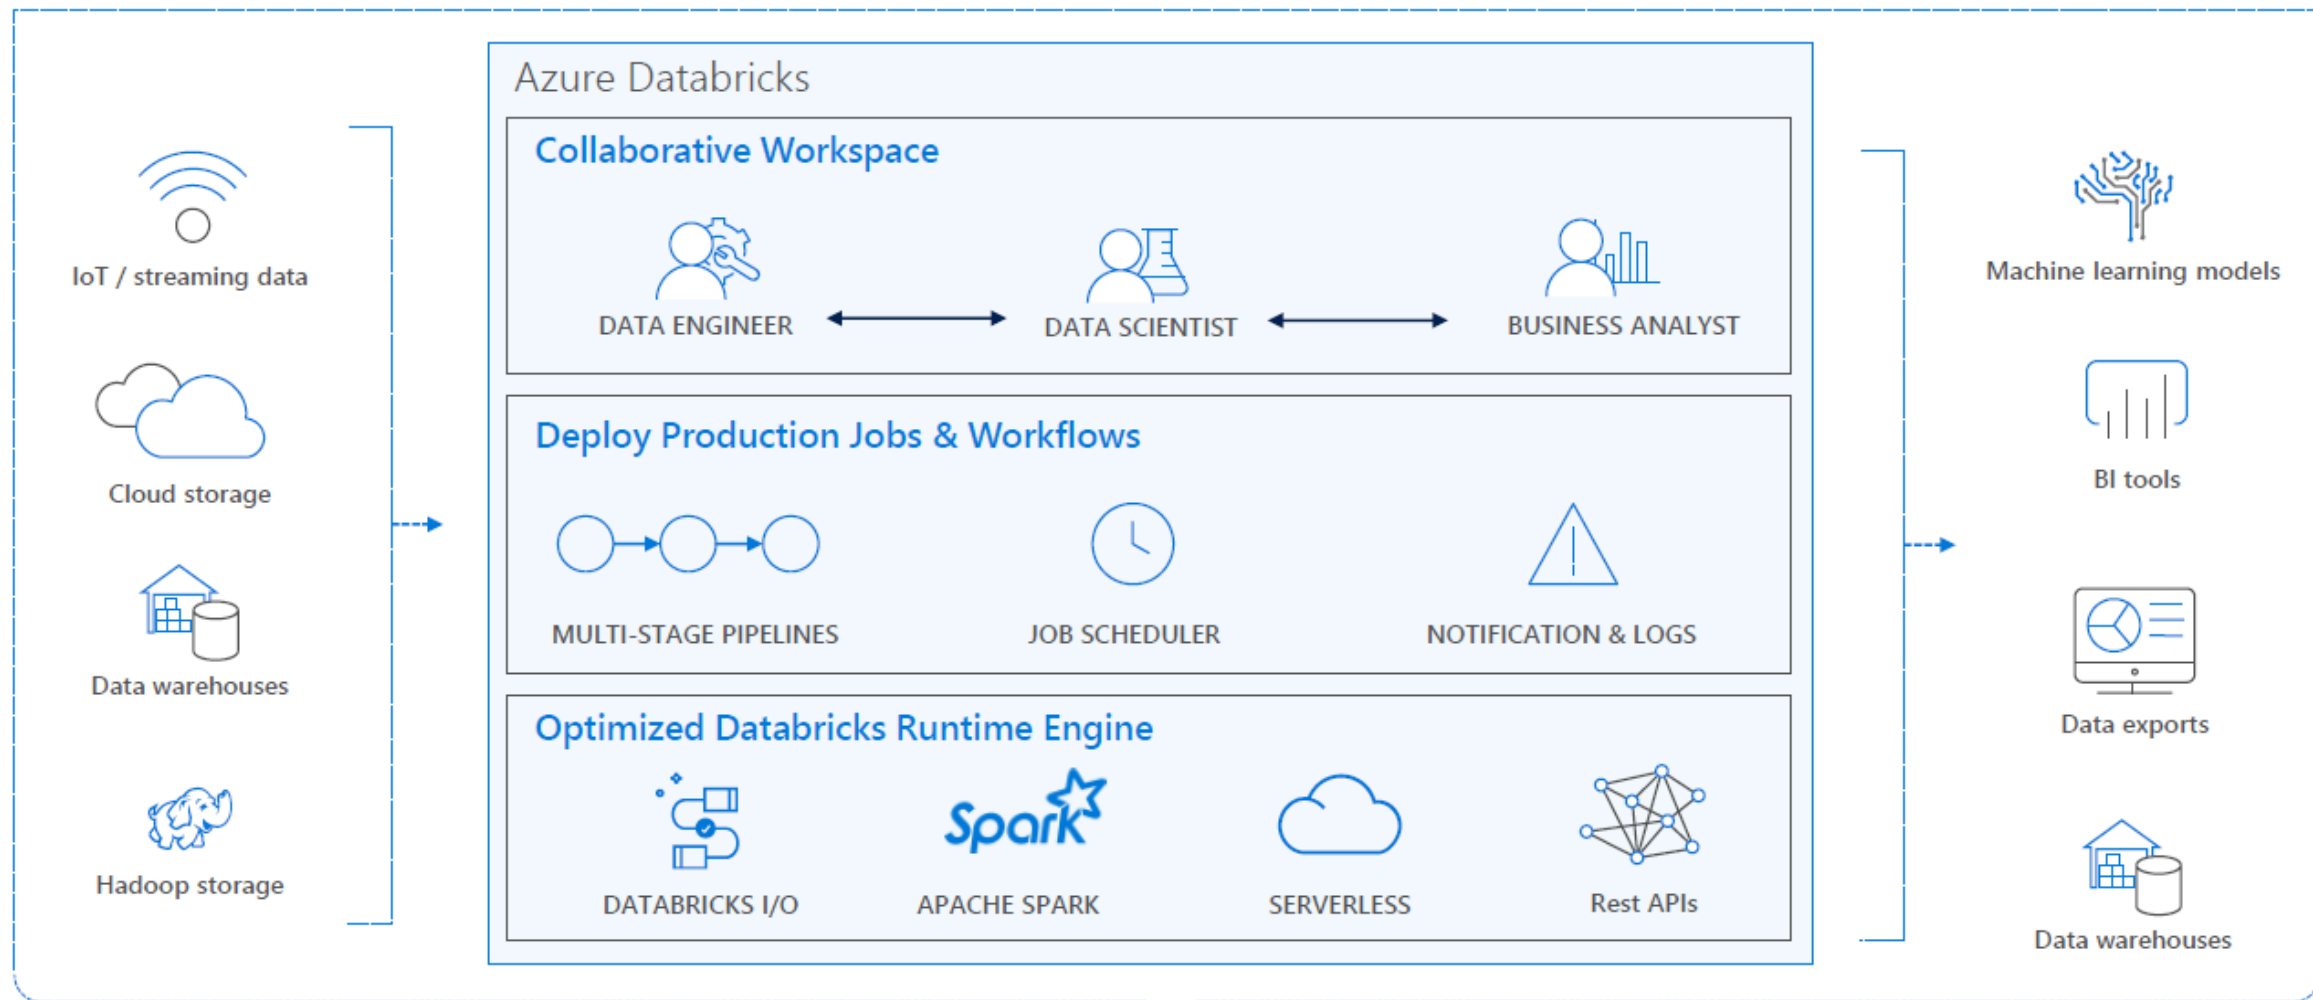 Azure Databricks
Collaborative Workspace
DATA ENGINEER
DATA SCIENTIST
BUSINESS ANALYST
Deploy Production Jobs & Workflows
MULTI-STAGE PIPELINES
JOB SCHEDULER
NOTIFICATION & LOGS
Optimized Databricks Runtime Engine
Spark
DATABRICKS I/O
APACHE SPARK
SERVERLESS
Rest APIs
IoT / streaming data
Cloud storage
Data warehouses
Hadoop storage
Machine learning models
BI tools
Data exports
Data warehouses